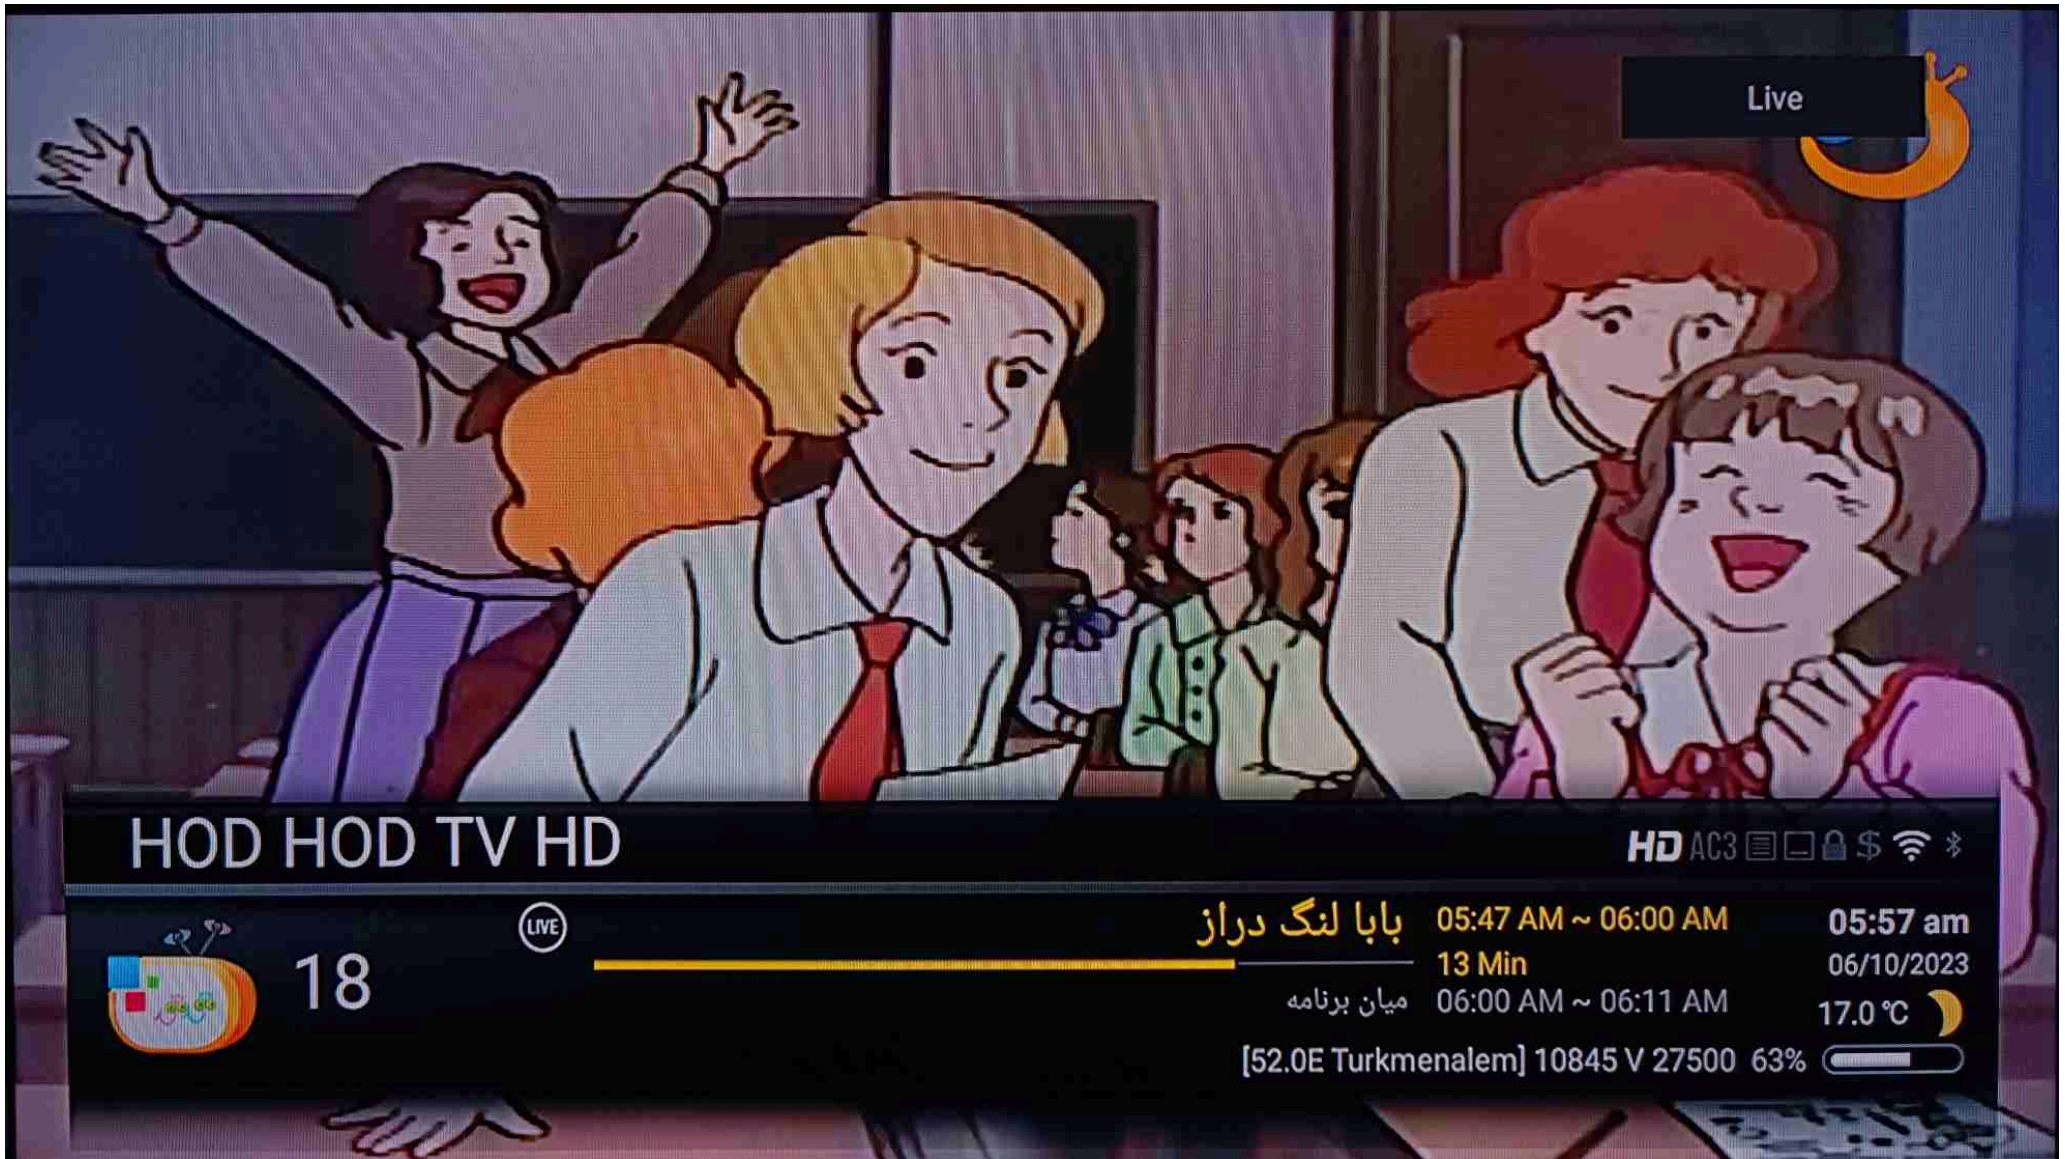 Live
HOD HOD TV HD
HD AC3 $
18
LIVE
بابا لنگ دراز 05:47 AM ~ 06:00 AM 05:57 am
13 Min 06/10/2023
میان برنامه 06:00 AM ~ 06:11 AM 17.0 °C
[52.0E Turkmenalem] 10845 V 27500 63%